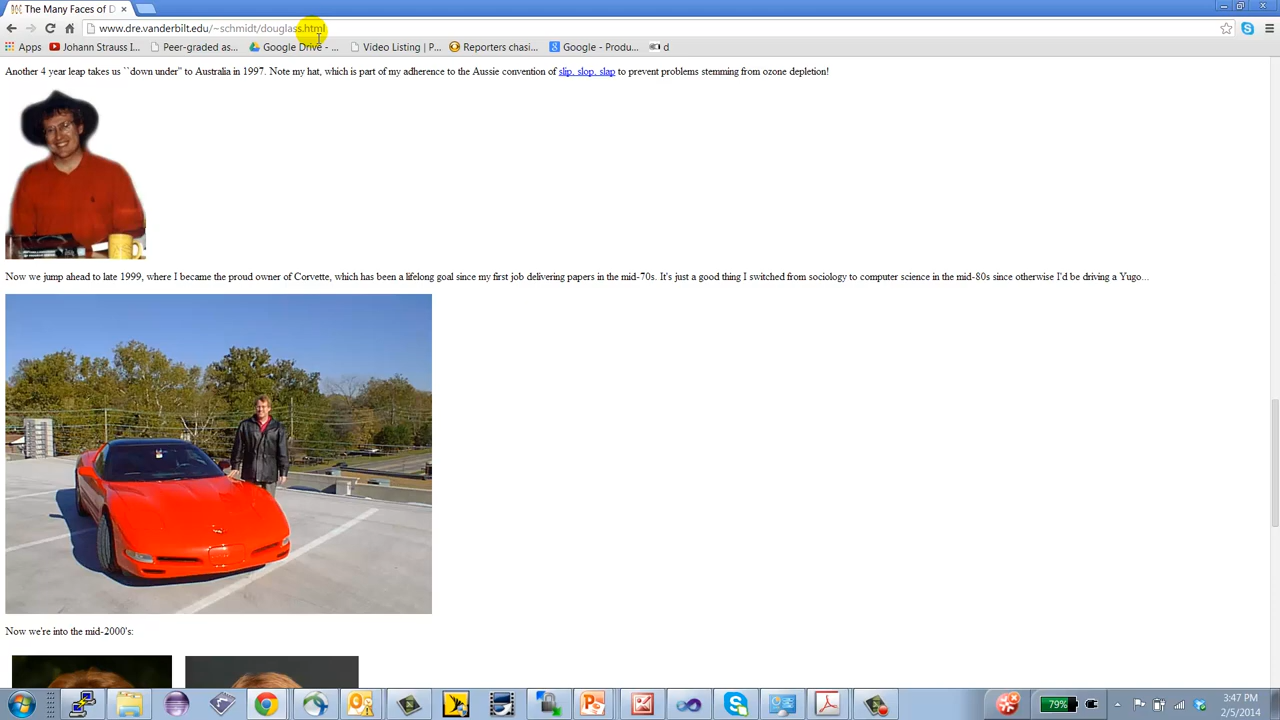 The Many Faces of D
www.dre.vanderbilt.edu/~schmidt/douglass.html
Apps Johann Strauss I... Peer-graded as... Google Drive - ... Video Listing | P... Reporters chasi... Google - Produ... d
Another 4 year leap takes us ``down under'' to Australia in 1997. Note my hat, which is part of my adherence to the Aussie convention of slip, slop, slap to prevent problems stemming from ozone depletion!
Now we jump ahead to late 1999, where I became the proud owner of Corvette, which has been a lifelong goal since my first job delivering papers in the mid-70s. It's just a good thing I switched from sociology to computer science in the mid-80s since otherwise I'd be driving a Yugo...
Now we're into the mid-2000's:
79%
3:47 PM
2/5/2014